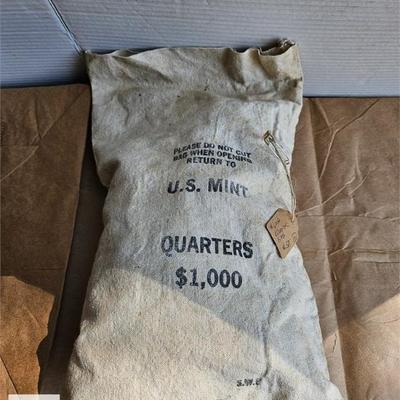 PLEASE DO NOT CUT
BAG WHEN OPENING
RETURN TO
U.S. MINT
QUARTERS
$1,000